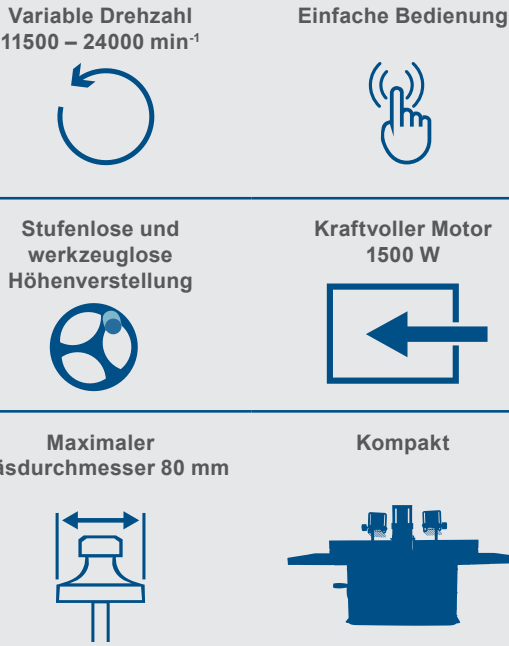 Variable Drehzahl
11500 – 24000 min⁻¹
Einfache Bedienung
Stufenlose und
werkzeuglose
Höhenverstellung
Kraftvoller Motor
1500 W
Maximaler
äsdurchmesser 80 mm
Kompakt